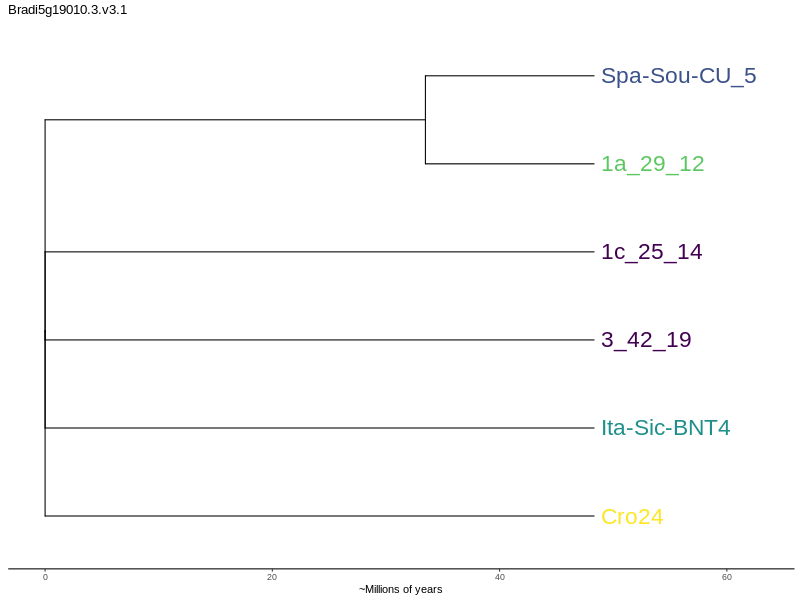 Bradi5g19010.3.v3.1
Spa-Sou-CU_5
1a_29_12
1c_25_14
3_42_19
Ita-Sic-BNT4
Cro24
0 20 40 60
~Millions of years